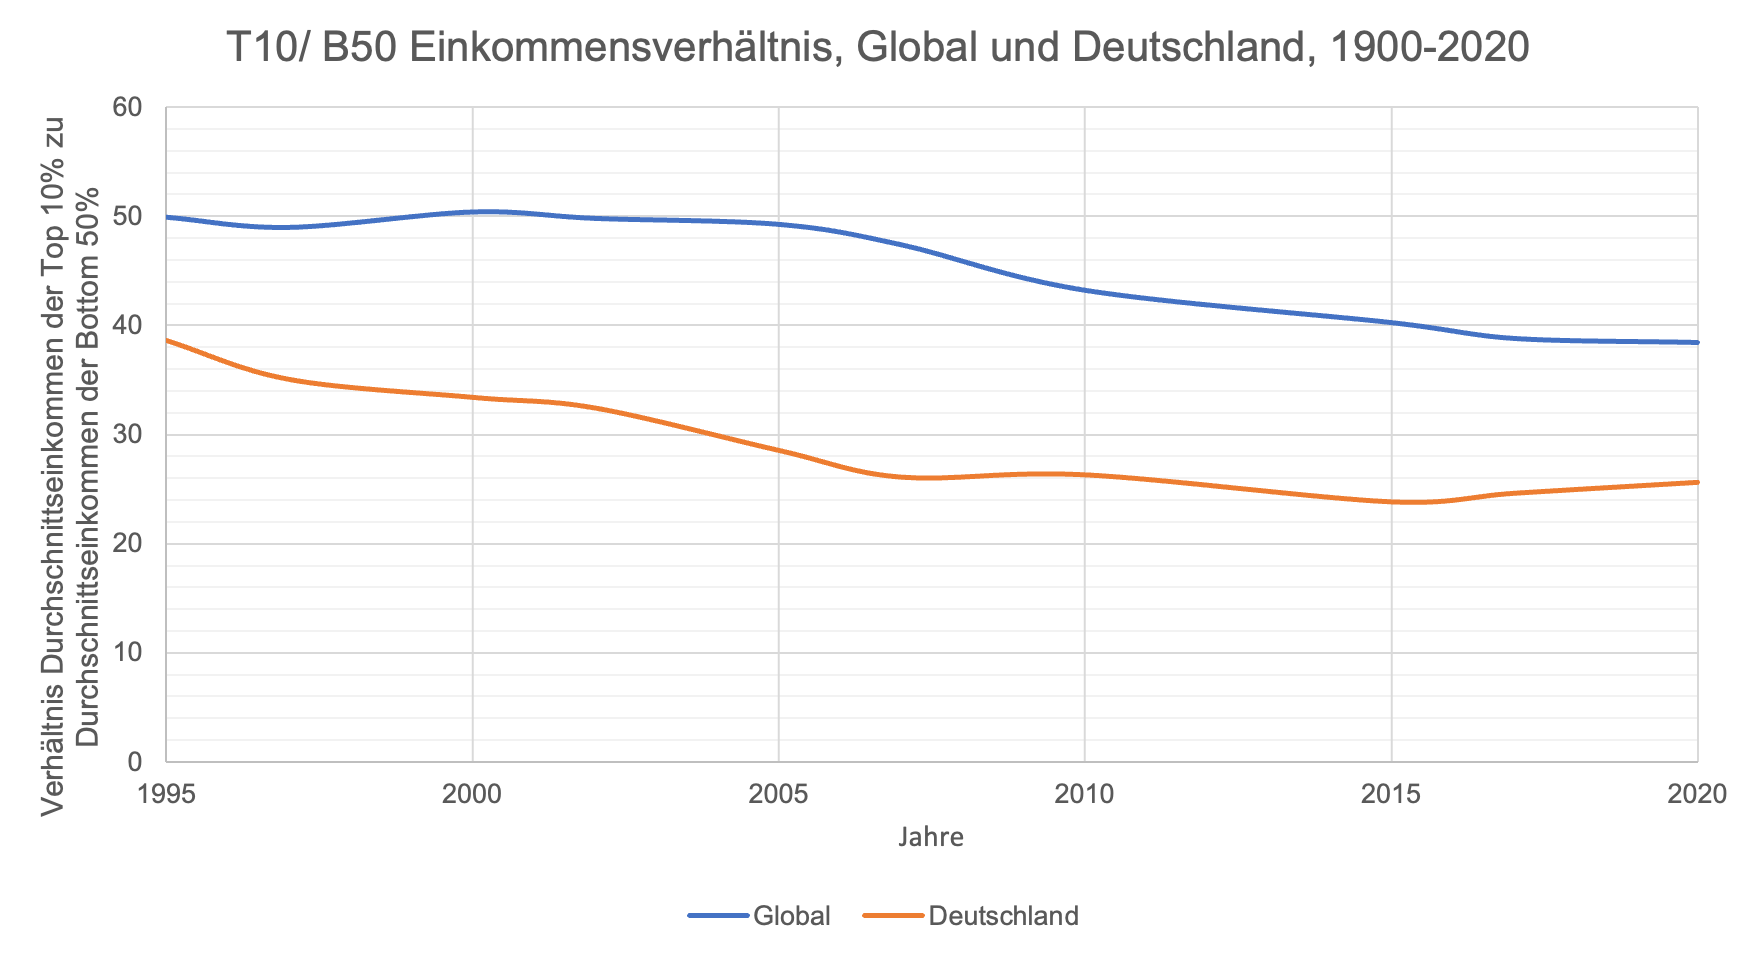 T10/ B50 Einkommensverhältnis, Global und Deutschland, 1900-2020
Verhältnis Durchschnittseinkommen der Top 10% zu
Durchschnittseinkommen der Bottom 50%
60
50
40
30
20
10
0
1995
2000
2005
2010
2015
2020
Jahre
Global
Deutschland